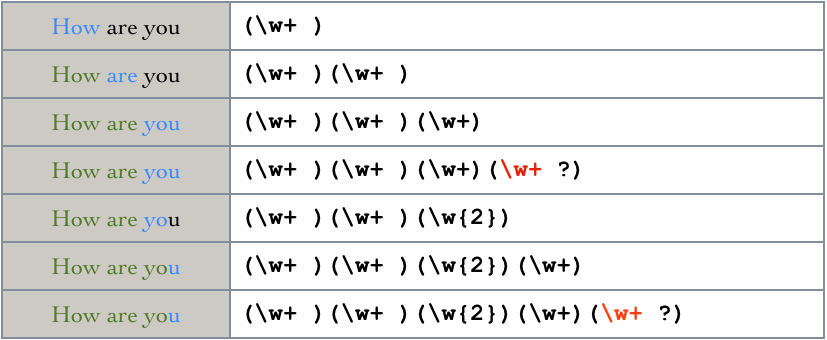 How are you (\w+ )
How are you (\w+ )(\w+ )
How are you (\w+ )(\w+ )(\w+)
How are you (\w+ )(\w+ )(\w+)(\w+ ?)
How are you (\w+ )(\w+ )(\w{2})
How are you (\w+ )(\w+ )(\w{2})(\w+)
How are you (\w+ )(\w+ )(\w{2})(\w+)(\w+ ?)